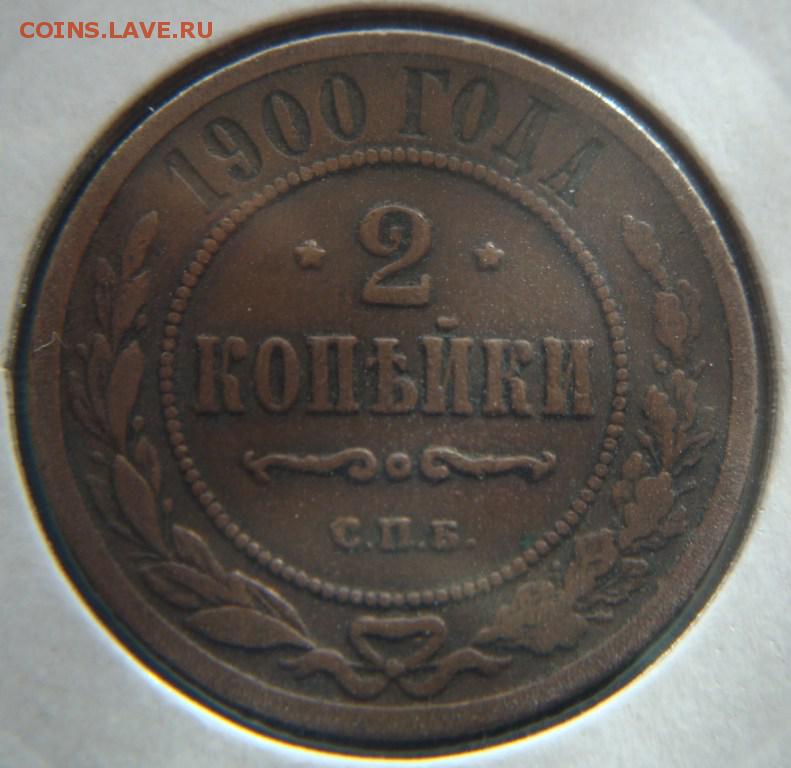 COINS.LAVE.RU
1900 ГОДА
2
КОПѢЙКИ
С.П.Б.